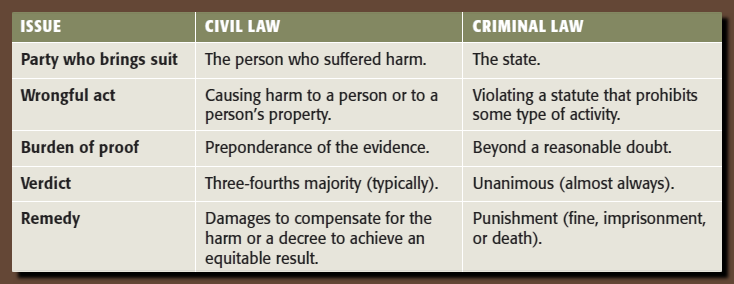 ISSUE CIVIL LAW CRIMINAL LAW
Party who brings suit The person who suffered harm. The state.
Wrongful act Causing harm to a person or to a Violating a statute that prohibits
person's property. some type of activity.
Burden of proof Preponderance of the evidence. Beyond a reasonable doubt.
Verdict Three-fourths majority (typically). Unanimous (almost always).
Remedy Damages to compensate for the Punishment (fine, imprisonment,
harm or a decree to achieve an or death).
equitable result.